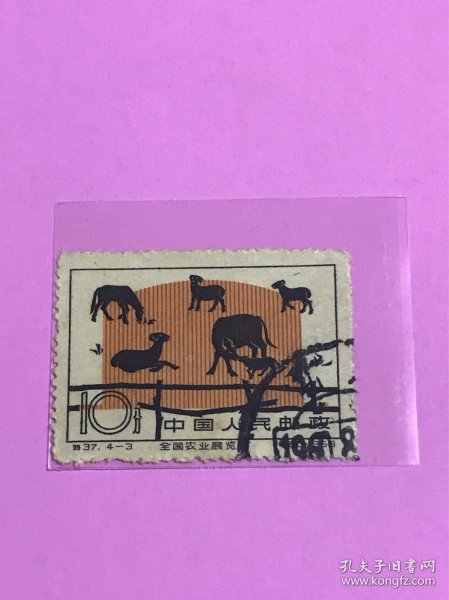 10分 中国人民邮政
特37.4-3 全国农业展览
孔夫子旧书网
www.kongfz.com